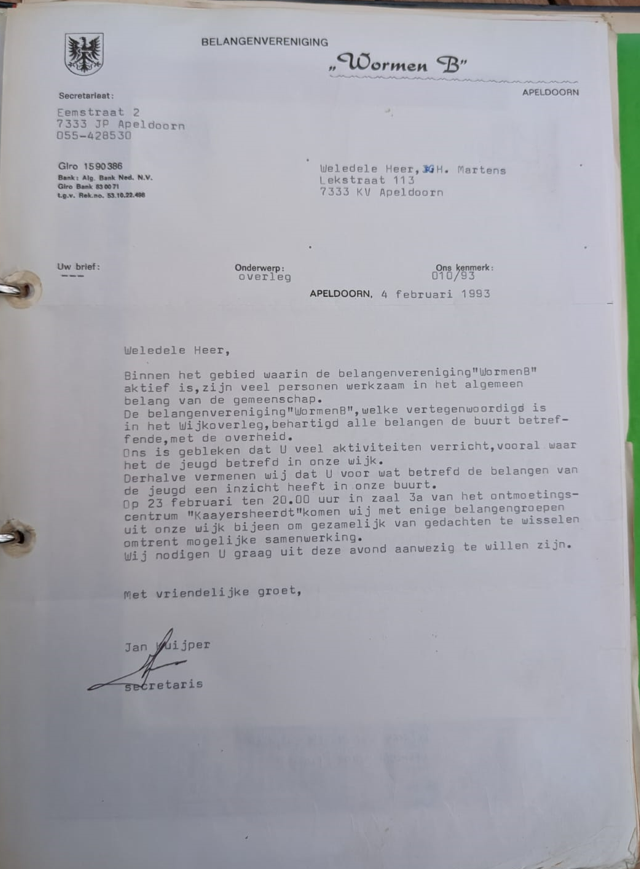 BELANGENVERENIGING
„Wormen B"
APELDOORN
Secretariaat:
Eemstraat 2
7333 JP Apeldoorn
055-428530
Giro 1590386
Bank: Alg. Bank Ned. N.V.
Giro Bank 83 60 71
t.g.v. Rek.no. 53.10.22.498
Weledele Heer, H. Martens
Lekstraat 113
7333 KV Apeldoorn
Uw brief:
---
Onderwerp:
overleg
Ons kenmerk:
010/93
APELDOORN, 4 februari 1993
Weledele Heer,
Binnen het gebied waarin de belangenvereniging"WormenB"
aktief is,zijn veel personen werkzaam in het algemeen
belang van de gemeenschap.
De belangenvereniging"WormenB",welke vertegenwoordigd is
in het Wijkoverleg,behartigd alle belangen de buurt betref-
fende,met de overheid.
Ons is gebleken dat U veel aktiviteiten verricht,vooral waar
het de jeugd betrefd in onze wijk.
Derhalve vermenen wij dat U voor wat betrefd de belangen van
de jeugd een inzicht heeft in onze buurt.
Op 23 februari ten 20.00 uur in zaal 3a van het ontmoetings-
centrum "Kaayersheerdt"komen wij met enige belangengroepen
uit onze wijk bijeen om gezamelijk van gedachten te wisselen
omtrent mogelijke samenwerking.
Wij nodigen U graag uit deze avond aanwezig te willen zijn.
Met vriendelijke groet,
Jan Kuijper
secretaris